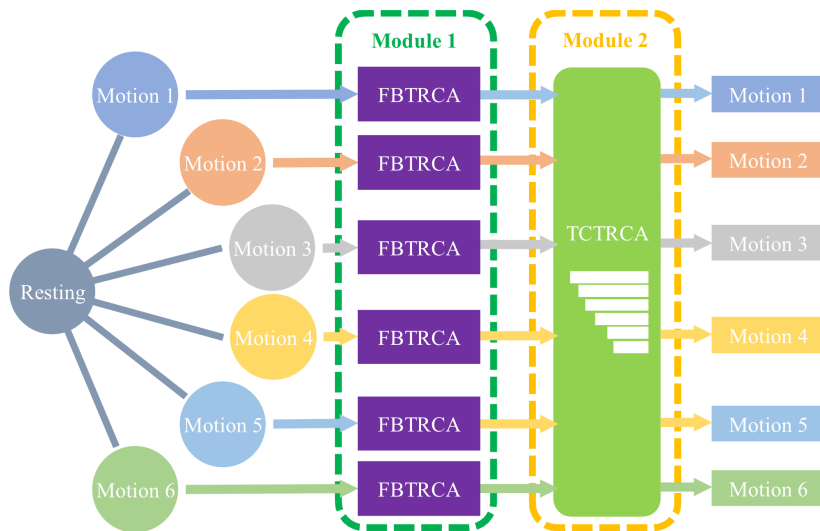 Module 1
Module 2
Motion 1
FBTRCA
Motion 1
Motion 2
FBTRCA
Motion 2
Motion 3
FBTRCA
TCTRCA
Motion 3
Resting
Motion 4
FBTRCA
Motion 4
Motion 5
FBTRCA
Motion 5
Motion 6
FBTRCA
Motion 6